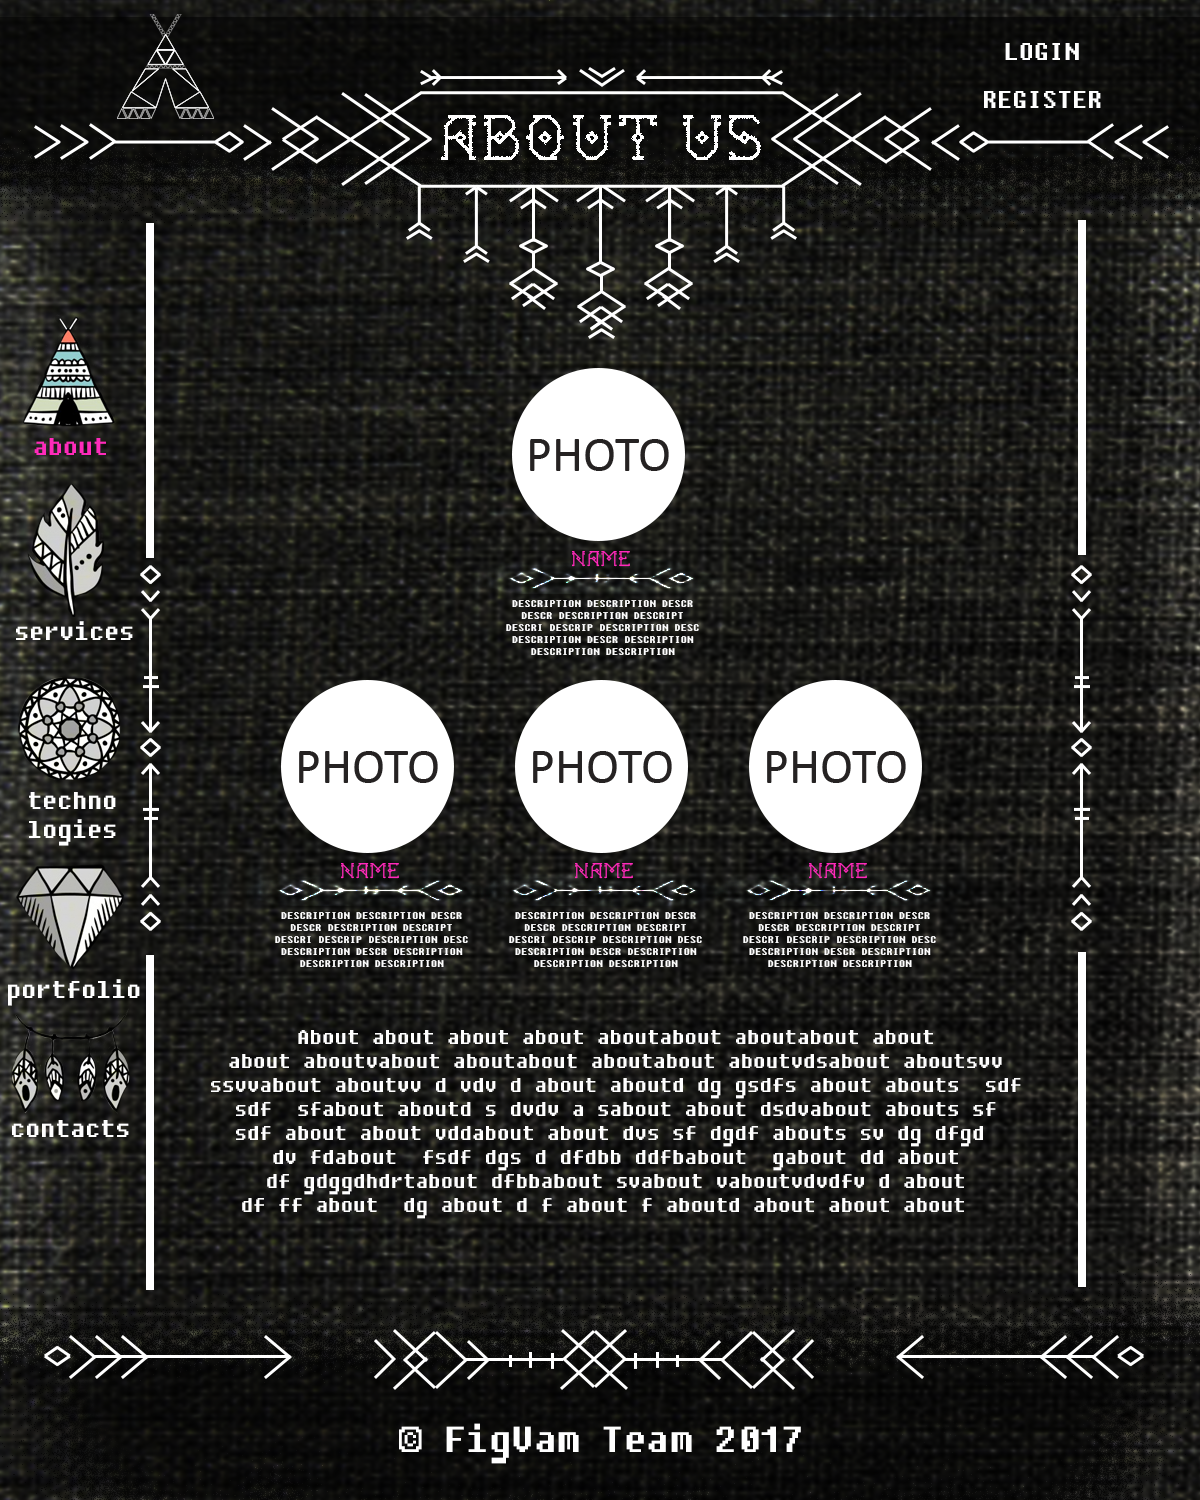 LOGIN
REGISTER
ABOUT US
about
services
techno
logies
portfolio
contacts
PHOTO
NAME
DESCRIPTION DESCRIPTION DESCR
DESCR DESCRIPTION DESCRIPT
DESCRI DESCRIP DESCRIPTION DESC
DESCRIPTION DESCR DESCRIPTION
DESCRIPTION DESCRIPTION
PHOTO
NAME
DESCRIPTION DESCRIPTION DESCR
DESCR DESCRIPTION DESCRIPT
DESCRI DESCRIP DESCRIPTION DESC
DESCRIPTION DESCR DESCRIPTION
DESCRIPTION DESCRIPTION
PHOTO
NAME
DESCRIPTION DESCRIPTION DESCR
DESCR DESCRIPTION DESCRIPT
DESCRI DESCRIP DESCRIPTION DESC
DESCRIPTION DESCR DESCRIPTION
DESCRIPTION DESCRIPTION
PHOTO
NAME
DESCRIPTION DESCRIPTION DESCR
DESCR DESCRIPTION DESCRIPT
DESCRI DESCRIP DESCRIPTION DESC
DESCRIPTION DESCR DESCRIPTION
DESCRIPTION DESCRIPTION
About about about about aboutabout aboutabout about
about aboutvabout aboutabout aboutabout aboutvdsabout aboutsvv
ssvvabout aboutvv d vdv d about aboutd dg gsdfs about abouts  sdf
sdf  sfabout aboutd s dvdv a sabout about dsdvabout abouts sf
sdf about about vddabout about dvs sf dgdf abouts sv dg dfgd
dv fdabout  fsdf dgs d dfdbb ddfbabout  gabout dd about
df gdggdhdrtabout dfbbabout svabout vaboutvdvdfv d about
df ff about  dg about d f about f aboutd about about about
© FigVam Team 2017